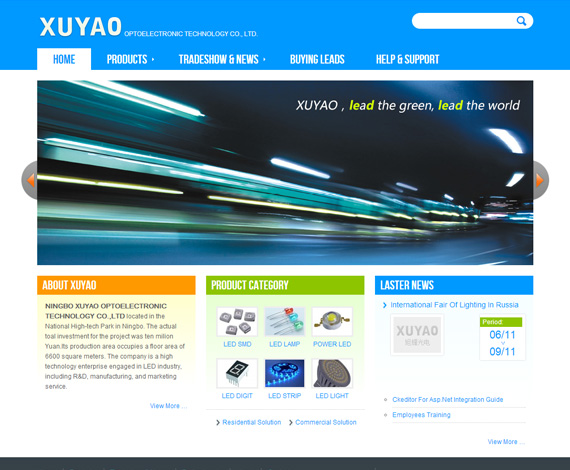 XUYAO OPTOELECTRONIC TECHNOLOGY CO., LTD.
HOME PRODUCTS TRADESHOW & NEWS BUYING LEADS HELP & SUPPORT
XUYAO , lead the green, lead the world
ABOUT XUYAO
NINGBO XUYAO OPTOELECTRONIC
TECHNOLOGY CO.,LTD located in the
National High-tech Park in Ningbo. The actual
toal investment for the project was ten milion
Yuan.Its production area occupies a floor area of
6600 square meters. The company is a high
technology enterprise engaged in LED industry,
including R&D, manufacturing, and marketing
service.
View More ...
PRODUCT CATEGORY
LED SMD LED LAMP POWER LED
LED DIGIT LED STRIP LED LIGHT
Residential Solution Commercial Solution
LASTER NEWS
International Fair Of Lighting In Russia
XUYAO
Period:
06/11
09/11
Ckeditor For Asp.Net Integration Guide
Employees Training
View More ...